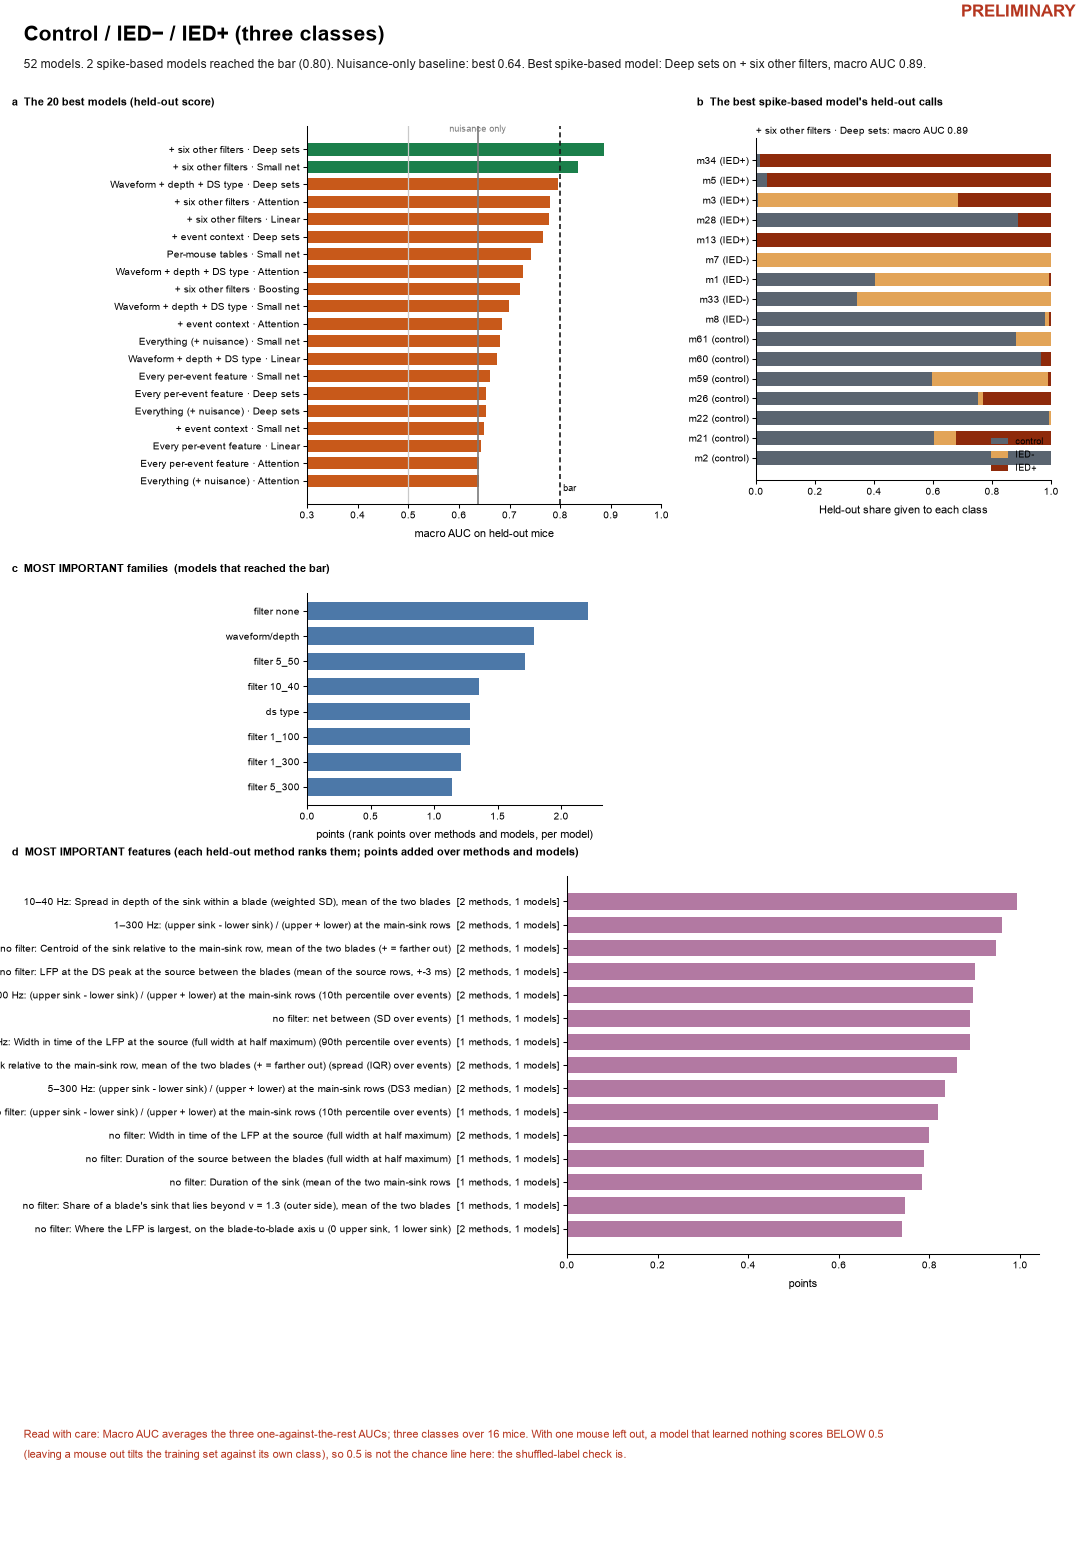 PRELIMINARY
Control / IED− / IED+ (three classes)
52 models. 2 spike-based models reached the bar (0.80). Nuisance-only baseline: best 0.64. Best spike-based model: Deep sets on + six other filters, macro AUC 0.89.
a The 20 best models (held-out score)
nuisance only
+ six other filters · Deep sets
+ six other filters · Small net
Waveform + depth + DS type · Deep sets
+ six other filters · Attention
+ six other filters · Linear
+ event context · Deep sets
Per-mouse tables · Small net
Waveform + depth + DS type · Attention
+ six other filters · Boosting
Waveform + depth + DS type · Small net
+ event context · Attention
Everything (+ nuisance) · Small net
Waveform + depth + DS type · Linear
Every per-event feature · Small net
Every per-event feature · Deep sets
Everything (+ nuisance) · Deep sets
+ event context · Small net
Every per-event feature · Linear
Every per-event feature · Attention
Everything (+ nuisance) · Attention
bar
0.3 0.4 0.5 0.6 0.7 0.8 0.9 1.0
macro AUC on held-out mice
b The best spike-based model's held-out calls
+ six other filters · Deep sets: macro AUC 0.89
m34 (IED+)
m5 (IED+)
m3 (IED+)
m28 (IED+)
m13 (IED+)
m7 (IED-)
m1 (IED-)
m33 (IED-)
m8 (IED-)
m61 (control)
m60 (control)
m59 (control)
m26 (control)
m22 (control)
m21 (control)
m2 (control)
control
IED-
IED+
0.0 0.2 0.4 0.6 0.8 1.0
Held-out share given to each class
c MOST IMPORTANT families (models that reached the bar)
filter none
waveform/depth
filter 5_50
filter 10_40
ds type
filter 1_100
filter 1_300
filter 5_300
0.0 0.5 1.0 1.5 2.0
points (rank points over methods and models, per model)
d MOST IMPORTANT features (each held-out method ranks them; points added over methods and models)
10–40 Hz: Spread in depth of the sink within a blade (weighted SD), mean of the two blades [2 methods, 1 models]
1–300 Hz: (upper sink - lower sink) / (upper + lower) at the main-sink rows [2 methods, 1 models]
no filter: Centroid of the sink relative to the main-sink row, mean of the two blades (+ = farther out) [2 methods, 1 models]
no filter: LFP at the DS peak at the source between the blades (mean of the source rows, +-3 ms) [2 methods, 1 models]
00 Hz: (upper sink - lower sink) / (upper + lower) at the main-sink rows (10th percentile over events) [2 methods, 1 models]
no filter: net between (SD over events) [1 methods, 1 models]
Hz: Width in time of the LFP at the source (full width at half maximum) (90th percentile over events) [1 methods, 1 models]
k relative to the main-sink row, mean of the two blades (+ = farther out) (spread (IQR) over events) [2 methods, 1 models]
5–300 Hz: (upper sink - lower sink) / (upper + lower) at the main-sink rows (DS3 median) [2 methods, 1 models]
filter: (upper sink - lower sink) / (upper + lower) at the main-sink rows (10th percentile over events) [1 methods, 1 models]
no filter: Width in time of the LFP at the source (full width at half maximum) [2 methods, 1 models]
no filter: Duration of the source between the blades (full width at half maximum) [1 methods, 1 models]
no filter: Duration of the sink (mean of the two main-sink rows [1 methods, 1 models]
no filter: Share of a blade's sink that lies beyond v = 1.3 (outer side), mean of the two blades [1 methods, 1 models]
no filter: Where the LFP is largest, on the blade-to-blade axis u (0 upper sink, 1 lower sink) [2 methods, 1 models]
0.0 0.2 0.4 0.6 0.8 1.0
points
Read with care: Macro AUC averages the three one-against-the-rest AUCs; three classes over 16 mice. With one mouse left out, a model that learned nothing scores BELOW 0.5
(leaving a mouse out tilts the training set against its own class), so 0.5 is not the chance line here: the shuffled-label check is.